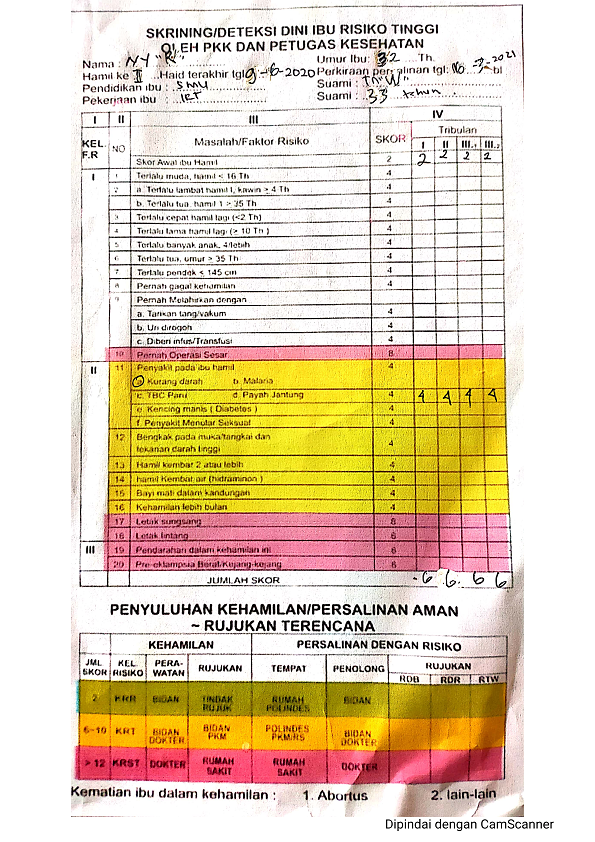 SKRINING/DETEKSI DINI IBU RISIKO TINGGI
OLEH PKK DAN PETUGAS KESEHATAN
Nama : NY "R" Umur Ibu: 32 Th.
Hamil ke II Haid terakhir tgl 9-6-2020 Perkiraan persalinan tgl: 16-3-2021 bl
Pendidikan ibu : SMU Suami : Tn "W"
Pekerjaan ibu : IRT Suami : 33 tahun
I II III IV
KEL. F.R NO Masalah/Faktor Risiko SKOR Tribulan
I II III.1 III.2
Skor Awal Ibu Hamil 2 2 2 2 2
I 1 Terlalu muda, hamil ≤ 16 Th 4
2 a. Terlalu lambat hamil I, kawin ≥ 4 Th 4
b. Terlalu tua, hamil 1 ≥ 35 Th 4
3 Terlalu cepat hamil lagi (<2 Th) 4
4 Terlalu lama hamil lagi (≥ 10 Th ) 4
5 Terlalu banyak anak, 4/lebih 4
6 Terlalu tua, umur ≥ 35 Th 4
7 Terlalu pendek ≤ 145 cm 4
8 Pernah gagal kehamilan 4
9 Pernah Melahirkan dengan
a. Tarikan tang/vakum 4
b. Uri dirogoh 4
c. Diberi infus/Transfusi 4
10 Pernah Operasi Sesar 8
II 11 Penyakit pada ibu hamil 4
a. Kurang darah b. Malaria
c. TBC Paru d. Payah Jantung 4 4 4 4 4
e. Kencing manis ( Diabetes ) 4
f. Penyakit Menular Seksual 4
12 Bengkak pada muka/tungkai dan
tekanan darah tinggi 4
13 Hamil kembar 2 atau lebih 4
14 hamil Kembar air (hidraminon ) 4
15 Bayi mati dalam kandungan 4
16 Kehamilan lebih bulan 4
17 Letak sungsang 8
18 Letak lintang 8
III 19 Pendarahan dalam kehamilan ini 8
20 Pre-eklampsia Berat/Kejang-kejang 8
JUMLAH SKOR 6 6 6 6
PENYULUHAN KEHAMILAN/PERSALINAN AMAN
~ RUJUKAN TERENCANA
KEHAMILAN PERSALINAN DENGAN RISIKO
JML SKOR KEL. RISIKO PERA- WATAN RUJUKAN TEMPAT PENOLONG RUJUKAN
RDB RDR RTW
2 KRR BIDAN TINDAK RUJUK RUMAH POLINDES BIDAN
6-10 KRT BIDAN DOKTER BIDAN PKM POLINDES PKM/RS BIDAN DOKTER
> 12 KRST DOKTER RUMAH SAKIT RUMAH SAKIT DOKTER
Kematian ibu dalam kehamilan : 1. Abortus 2. lain-lain
Dipindai dengan CamScanner